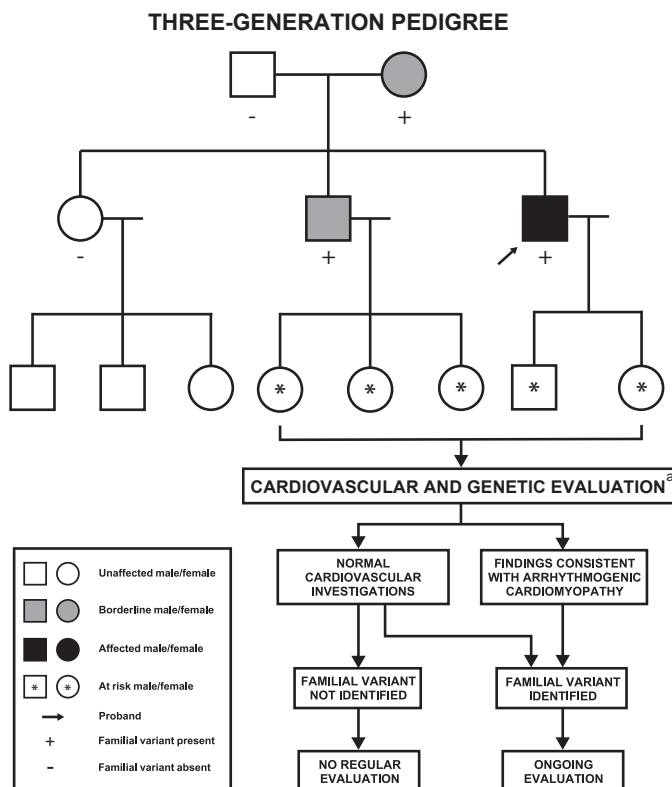 THREE-GENERATION PEDIGREE
-
+
-
+
+
*
*
*
*
*
CARDIOVASCULAR AND GENETIC EVALUATION a
NORMAL
CARDIOVASCULAR
INVESTIGATIONS
FINDINGS CONSISTENT
WITH ARRHYTHMOGENIC
CARDIOMYOPATHY
FAMILIAL VARIANT
NOT IDENTIFIED
FAMILIAL VARIANT
IDENTIFIED
NO REGULAR
EVALUATION
ONGOING
EVALUATION
Unaffected male/female
Borderline male/female
Affected male/female
* * At risk male/female
Proband
+ Familial variant present
- Familial variant absent